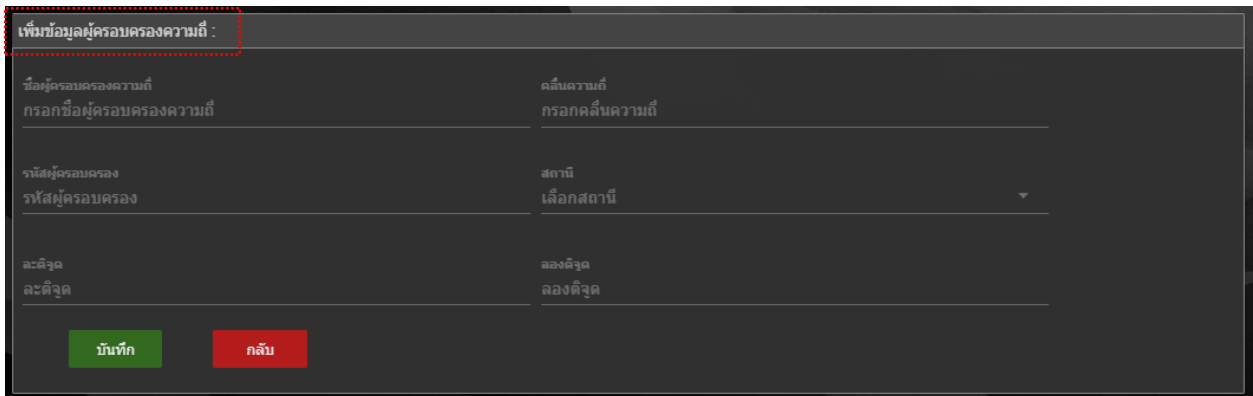 เพิ่มข้อมูลผู้ครอบครองความถี่ :
ชื่อผู้ครอบครองความถี่
คลื่นความถี่
กรอกชื่อผู้ครอบครองความถี่
กรอกคลื่นความถี่
รหัสผู้ครอบครอง
สถานี
รหัสผู้ครอบครอง
เลือกสถานี
ละติจูด
ลองติจูด
ละติจูด
ลองติจูด
บันทึก
กลับ